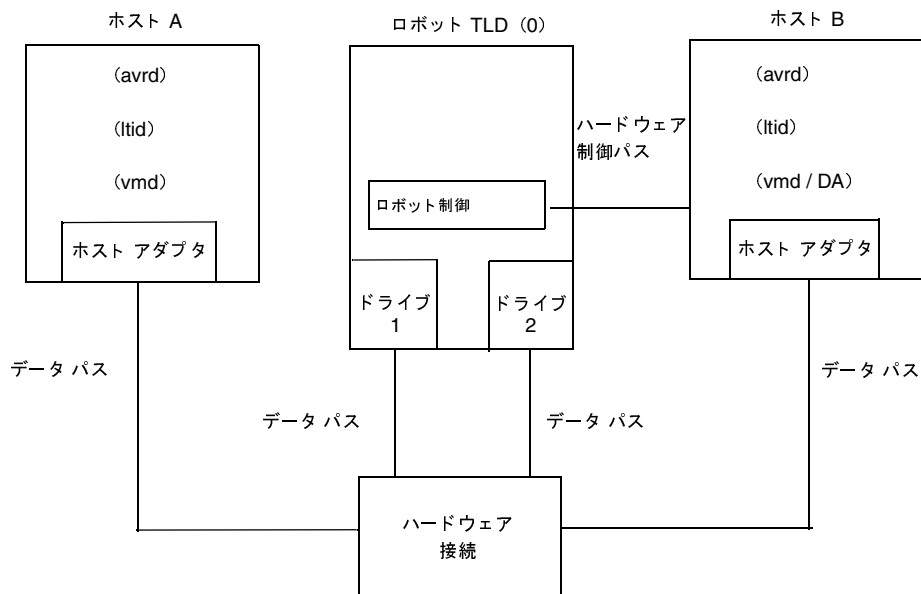 ホスト A
ロボット TLD (0)
ホスト B
(avrd)
(ltid)
(vmd)
ホスト アダプタ
ロボット制御
ドライブ
1
ドライブ
2
ハードウェア
制御パス
(avrd)
(ltid)
(vmd / DA)
ホスト アダプタ
データ パス
データ パス
データ パス
データ パス
ハードウェア
接続